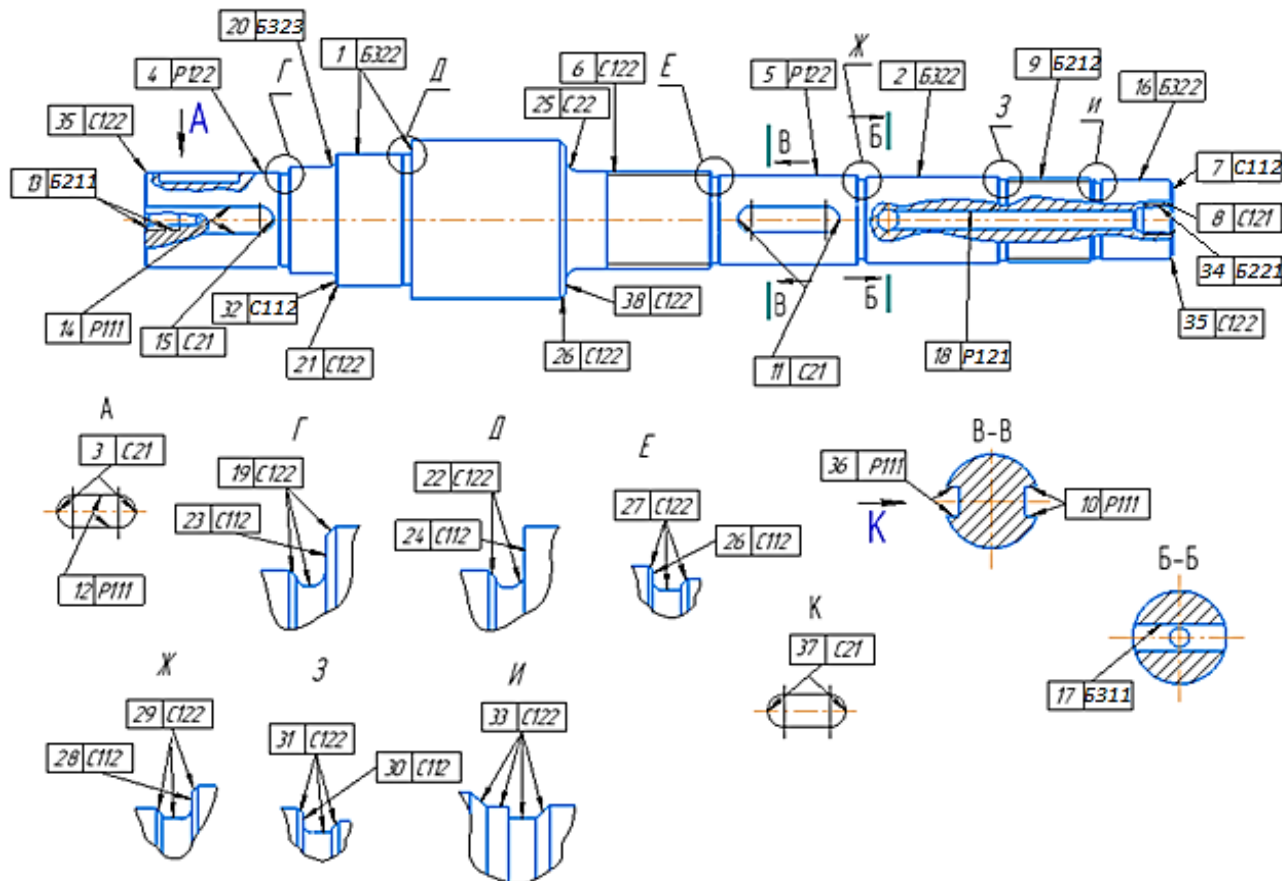 20 Б323
1 Б322
Г
Д
4 Р122
6 С122
Е
5 Р122
Ж
2 Б322
9 Б212
16 Б322
35 С122
А
25 С22
В
Б
З
и
13 Б211
7 С112
8 С121
34 Б221
14 Р111
15 С21
32 С112
21 С122
38 С122
26 С122
В
Б
11 С21
18 Р121
35 С122
А
3 С21
12 Р111
Г
19 С122
23 С112
Д
22 С122
24 С112
Е
27 С122
26 С112
В-В
36 Р111
К
10 Р111
Б-Б
17 Б311
К
37 С21
Ж
29 С122
28 С112
З
31 С122
30 С112
И
33 С122